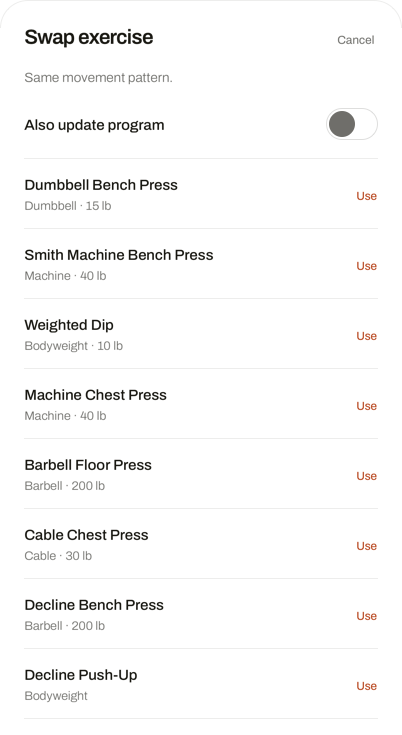 Swap exercise
Cancel
Same movement pattern.
Also update program
Dumbbell Bench Press
Dumbbell · 15 lb
Use
Smith Machine Bench Press
Machine · 40 lb
Use
Weighted Dip
Bodyweight · 10 lb
Use
Machine Chest Press
Machine · 40 lb
Use
Barbell Floor Press
Barbell · 200 lb
Use
Cable Chest Press
Cable · 30 lb
Use
Decline Bench Press
Barbell · 200 lb
Use
Decline Push-Up
Bodyweight
Use